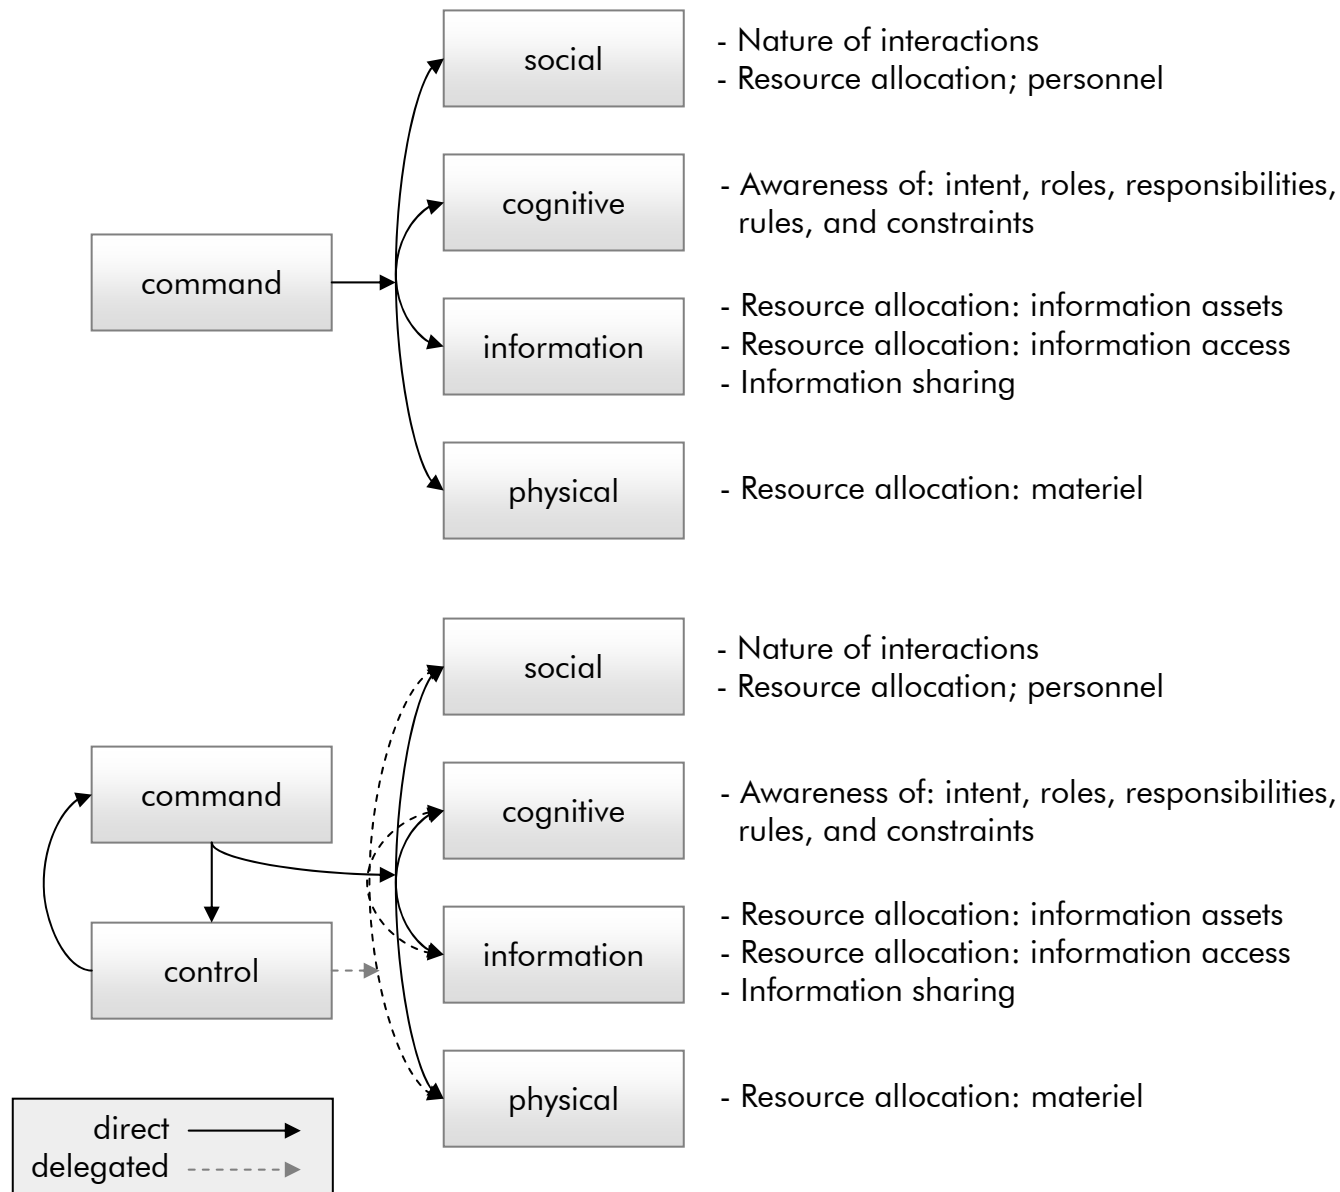 social
- Nature of interactions
- Resource allocation; personnel
cognitive
- Awareness of: intent, roles, responsibilities,
rules, and constraints
command
information
- Resource allocation: information assets
- Resource allocation: information access
- Information sharing
physical
- Resource allocation: materiel
social
- Nature of interactions
- Resource allocation; personnel
command
cognitive
- Awareness of: intent, roles, responsibilities,
rules, and constraints
control
information
- Resource allocation: information assets
- Resource allocation: information access
- Information sharing
physical
- Resource allocation: materiel
direct
delegated